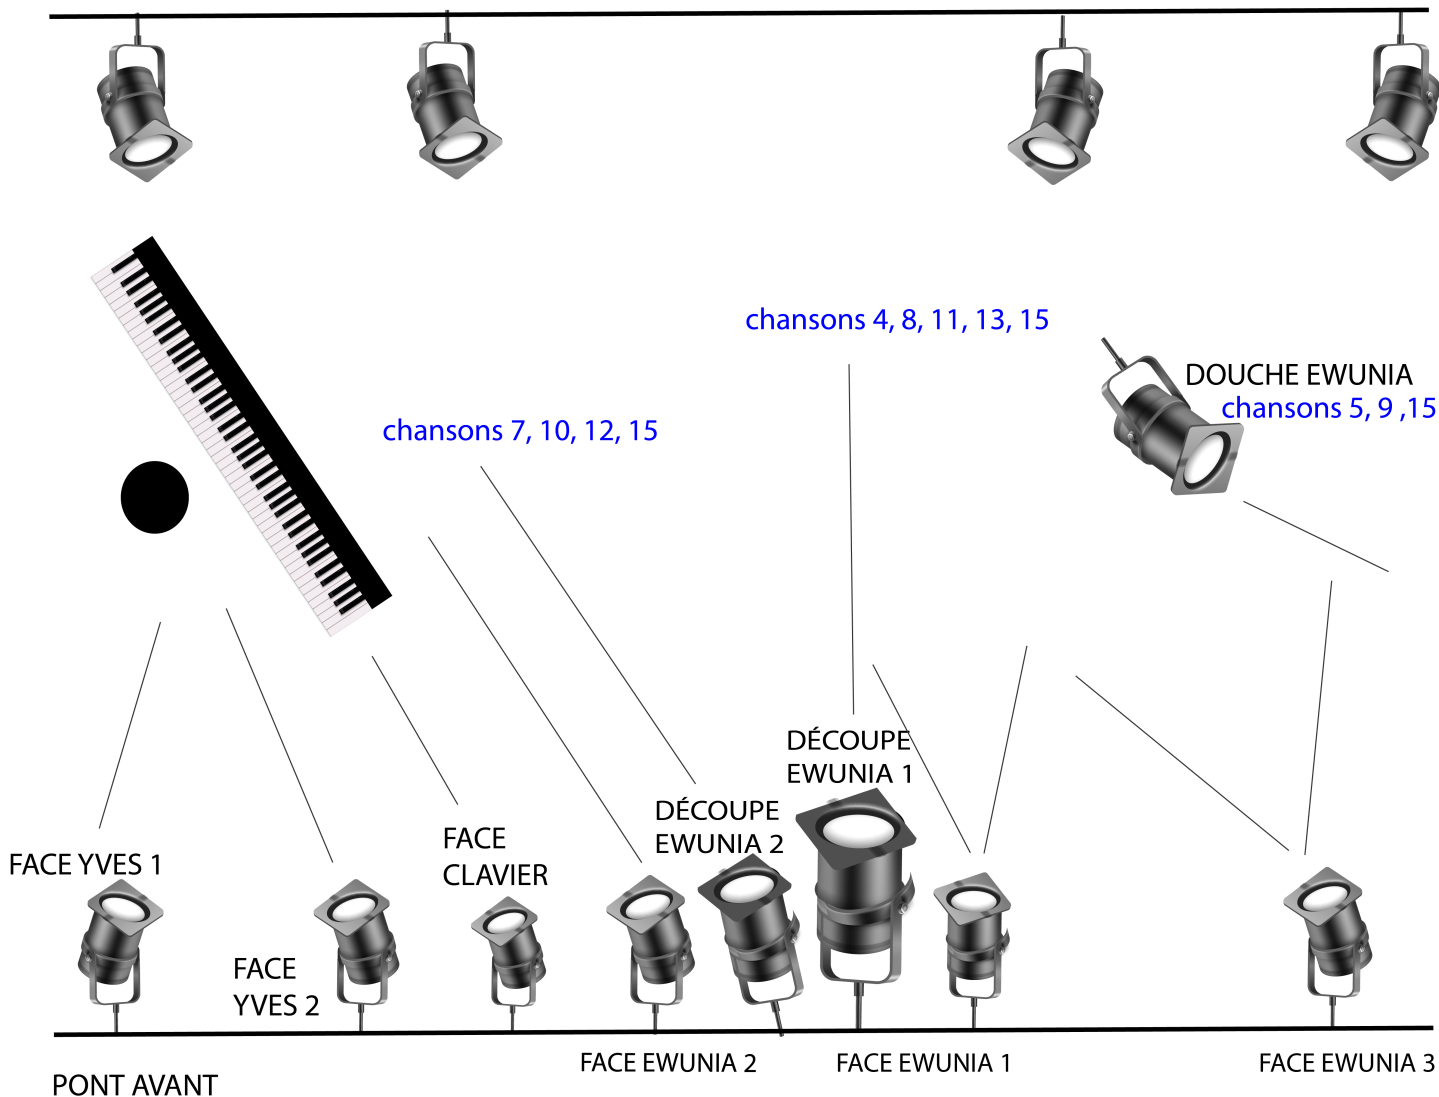 chansons 4, 8, 11, 13, 15
DOUCHE EWUNIA
chansons 5, 9 ,15
chansons 7, 10, 12, 15
DÉCOUPE
EWUNIA 1
DÉCOUPE
EWUNIA 2
FACE
CLAVIER
FACE YVES 1
FACE
YVES 2
FACE EWUNIA 2
FACE EWUNIA 1
FACE EWUNIA 3
PONT AVANT